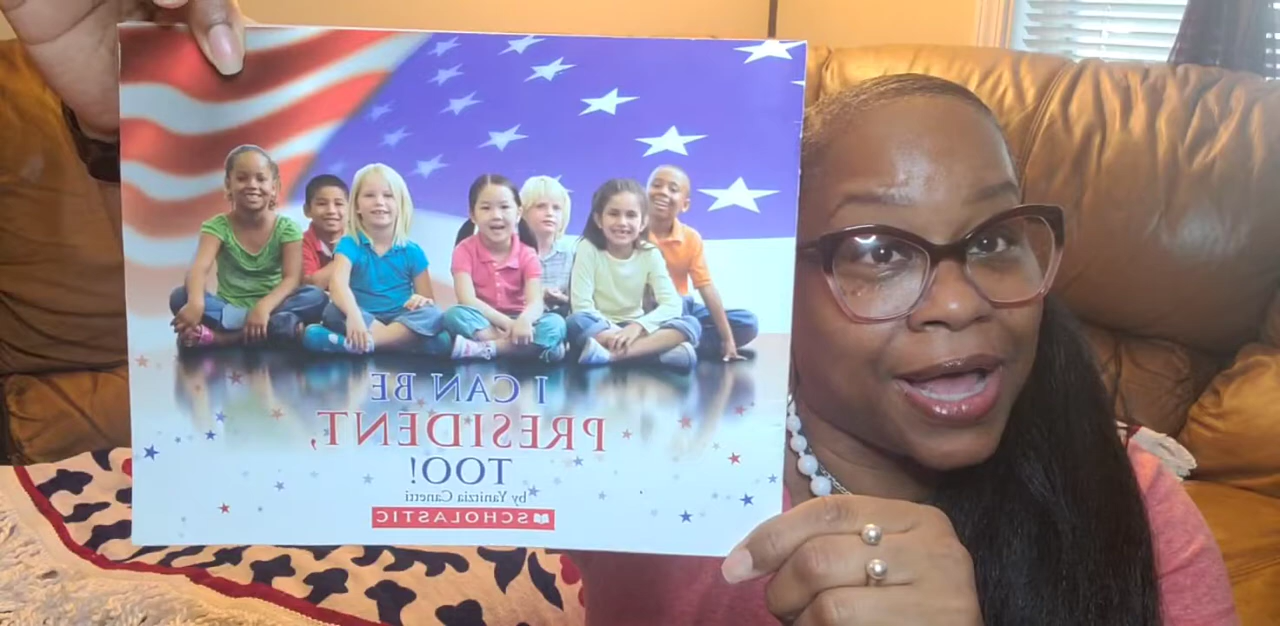 I CAN BE
PRESIDENT,
TOO!
by Yanitzia Canetti
SCHOLASTIC